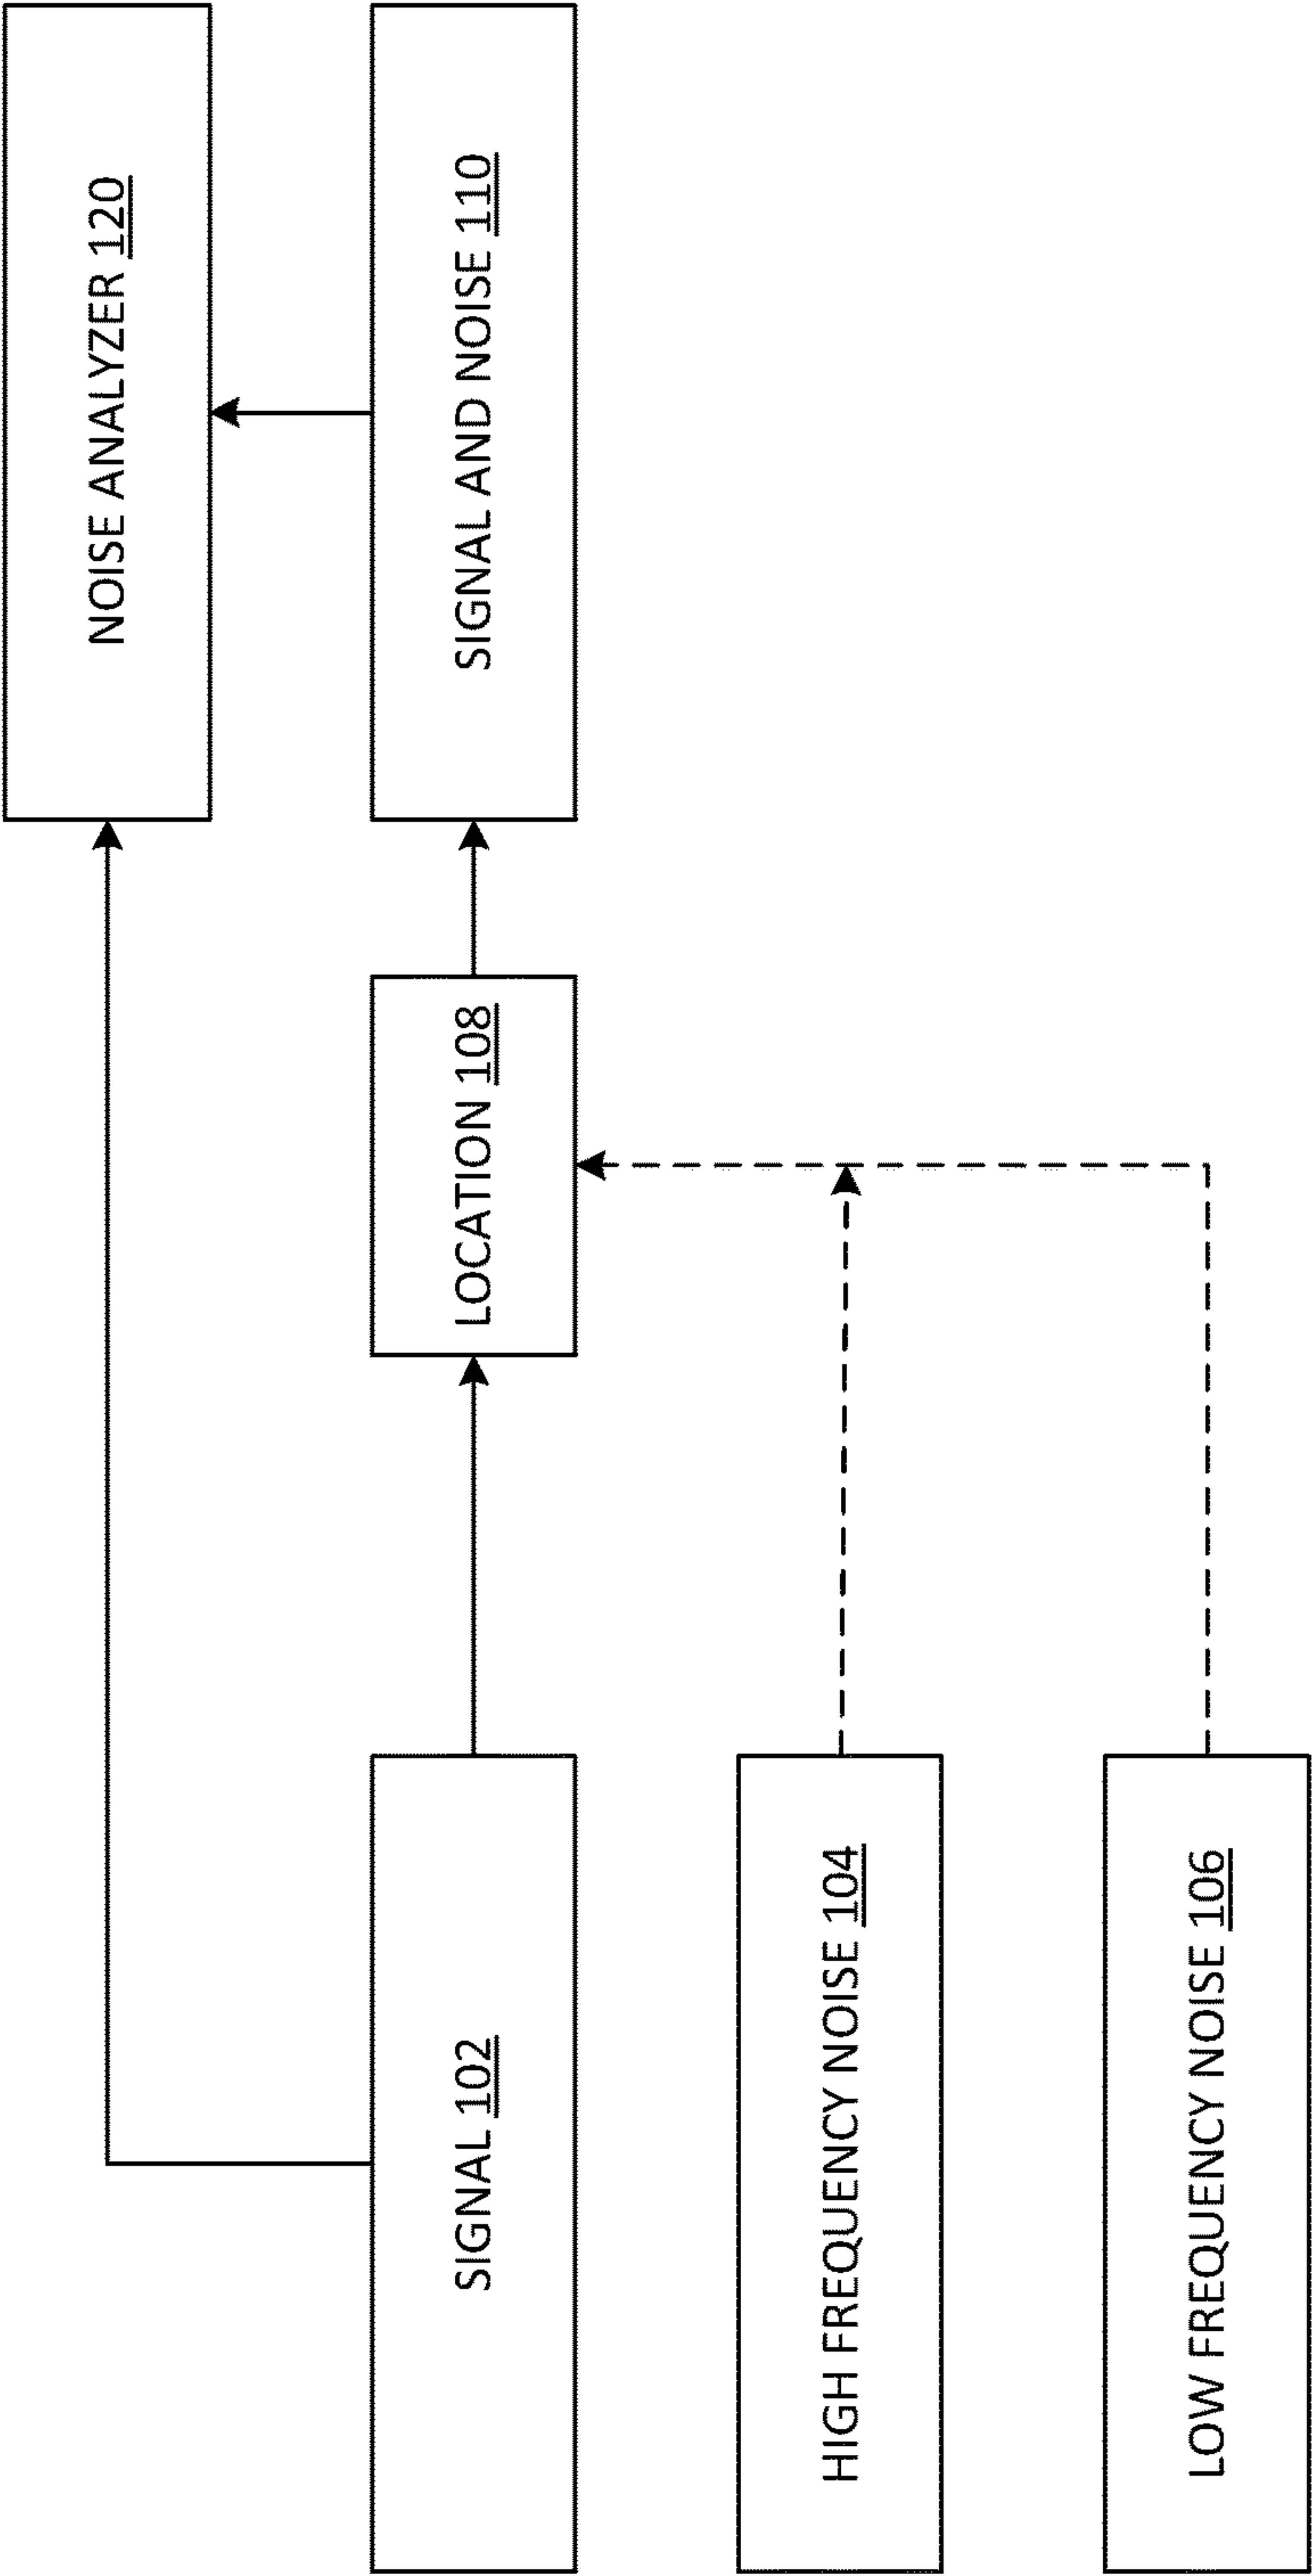 NOISE ANALYZER 120
SIGNAL 102
LOCATION 108
SIGNAL AND NOISE 110
HIGH FREQUENCY NOISE 104
LOW FREQUENCY NOISE 106